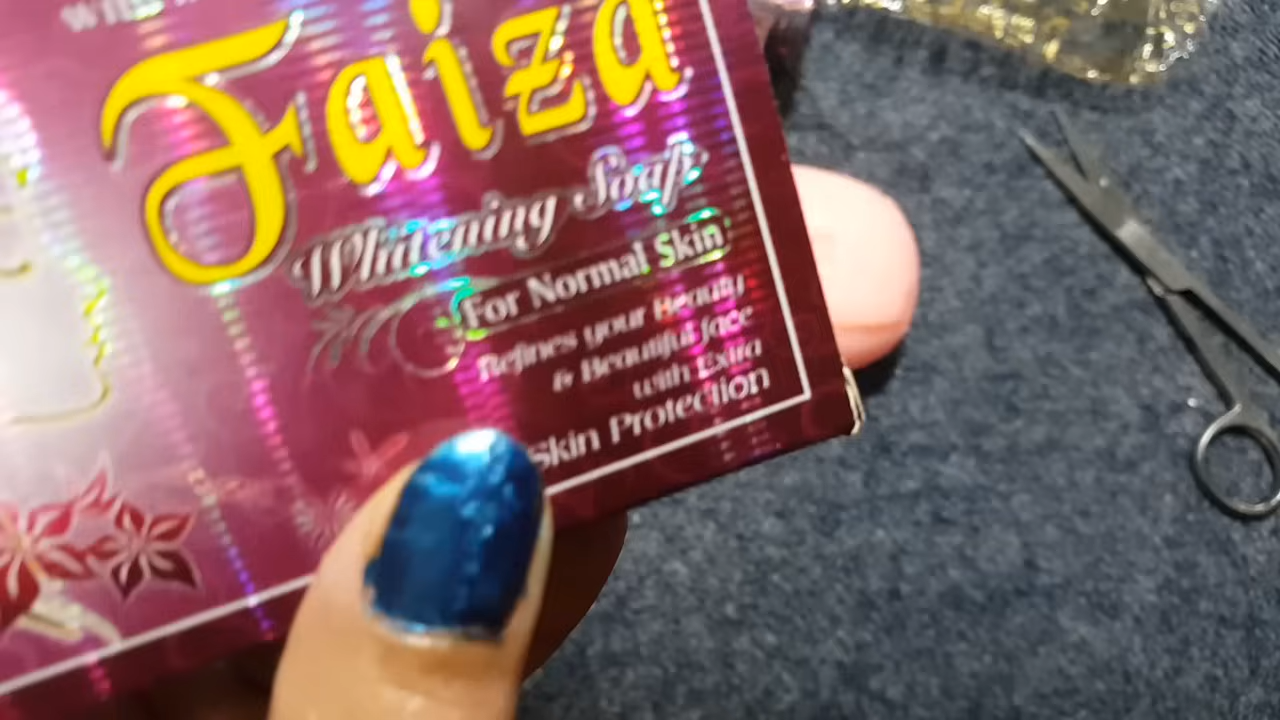 Faiza
Whitening Soap
For Normal Skin
Refines your Beauty
& Beautiful face
with Extra
Skin Protection